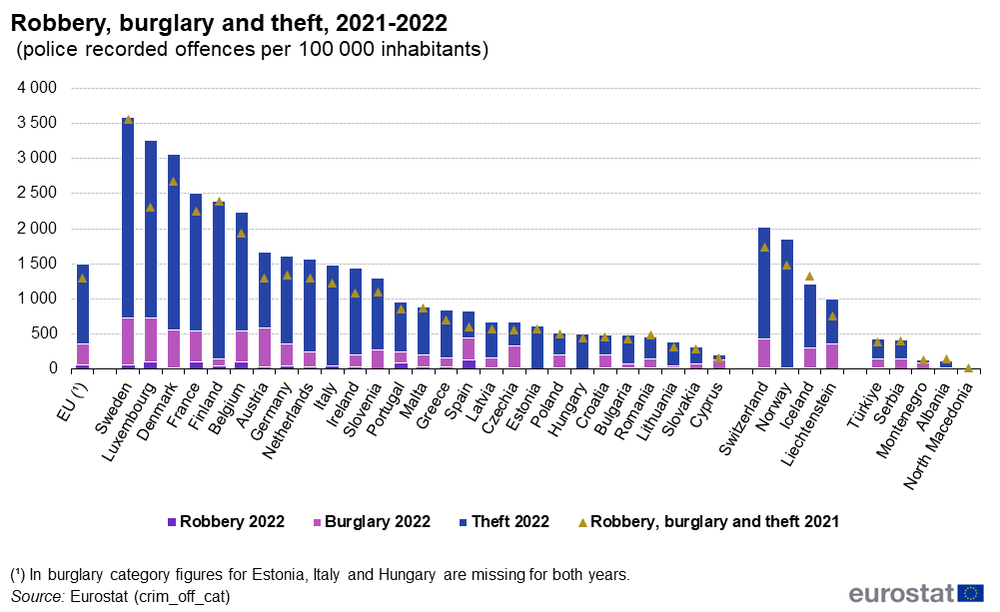 Robbery, burglary and theft, 2021-2022
(police recorded offences per 100 000 inhabitants)
4 000
3 500
3 000
2 500
2 000
1 500
1 000
500
0
EU (¹)
Sweden
Luxembourg
Denmark
France
Finland
Belgium
Austria
Germany
Netherlands
Italy
Ireland
Slovenia
Portugal
Malta
Greece
Spain
Latvia
Czechia
Estonia
Poland
Hungary
Croatia
Bulgaria
Romania
Lithuania
Slovakia
Cyprus
Switzerland
Norway
Iceland
Liechtenstein
Türkiye
Serbia
Montenegro
Albania
North Macedonia
Robbery 2022 Burglary 2022 Theft 2022 Robbery, burglary and theft 2021
(¹) In burglary category figures for Estonia, Italy and Hungary are missing for both years.
Source: Eurostat (crim_off_cat)
eurostat